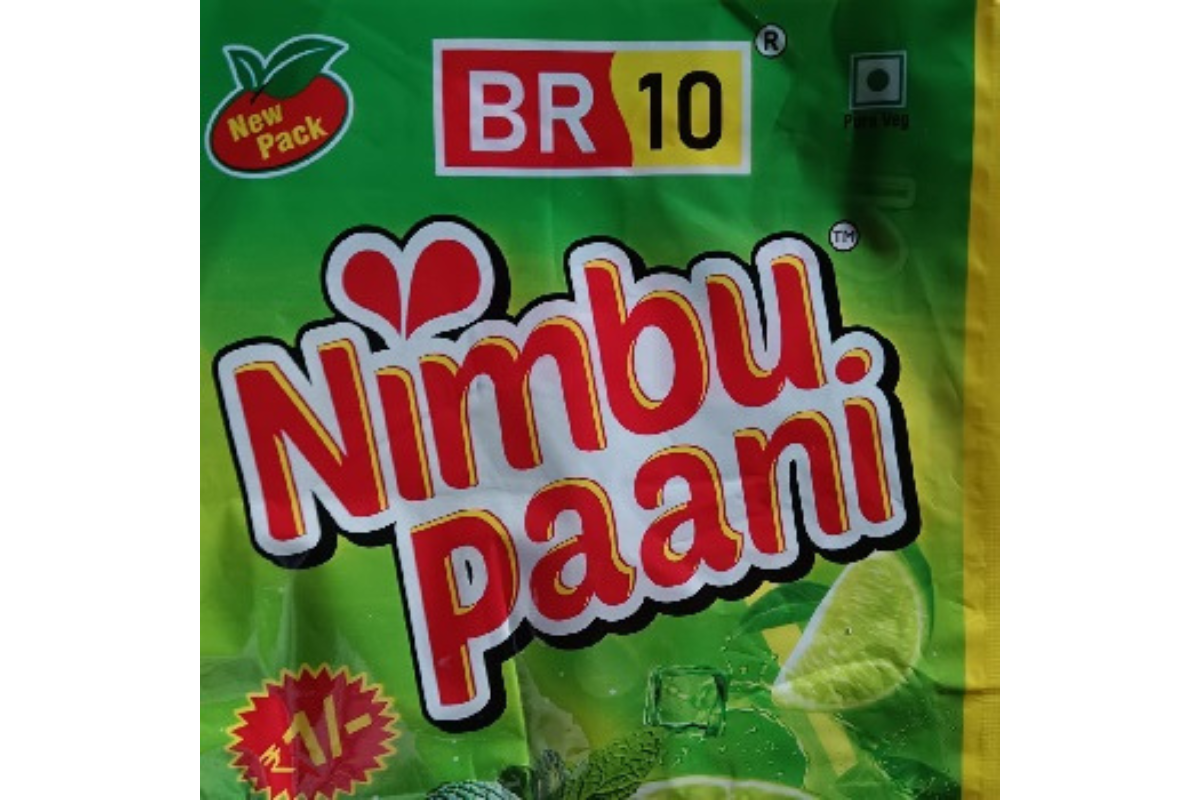 BR 10 ®
New
Pack
Pure Veg
Nimbu ™
paani
₹ 1/-